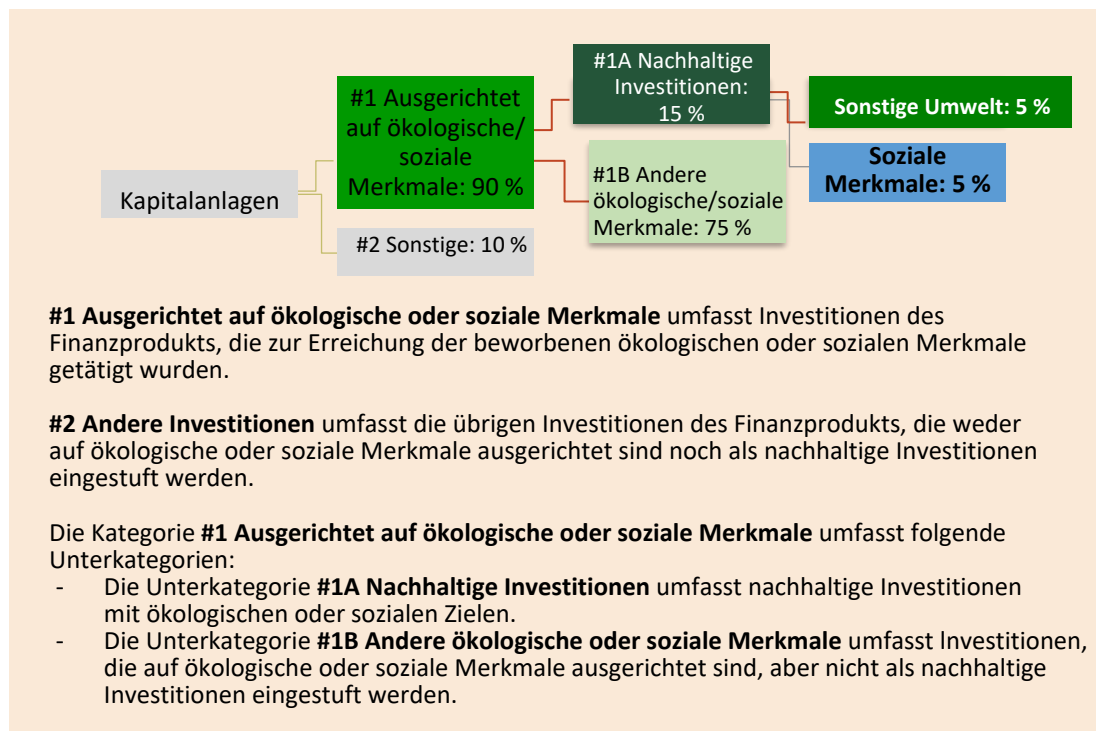 Kapitalanlagen
#1 Ausgerichtet
auf ökologische/
soziale
Merkmale: 90 %
#2 Sonstige: 10 %
#1A Nachhaltige
Investitionen:
15 %
#1B Andere
ökologische/soziale
Merkmale: 75 %
Sonstige Umwelt: 5 %
Soziale
Merkmale: 5 %
#1 Ausgerichtet auf ökologische oder soziale Merkmale umfasst Investitionen des
Finanzprodukts, die zur Erreichung der beworbenen ökologischen oder sozialen Merkmale
getätigt wurden.
#2 Andere Investitionen umfasst die übrigen Investitionen des Finanzprodukts, die weder
auf ökologische oder soziale Merkmale ausgerichtet sind noch als nachhaltige Investitionen
eingestuft werden.
Die Kategorie #1 Ausgerichtet auf ökologische oder soziale Merkmale umfasst folgende
Unterkategorien:
- Die Unterkategorie #1A Nachhaltige Investitionen umfasst nachhaltige Investitionen
mit ökologischen oder sozialen Zielen.
- Die Unterkategorie #1B Andere ökologische oder soziale Merkmale umfasst Investitionen,
die auf ökologische oder soziale Merkmale ausgerichtet sind, aber nicht als nachhaltige
Investitionen eingestuft werden.